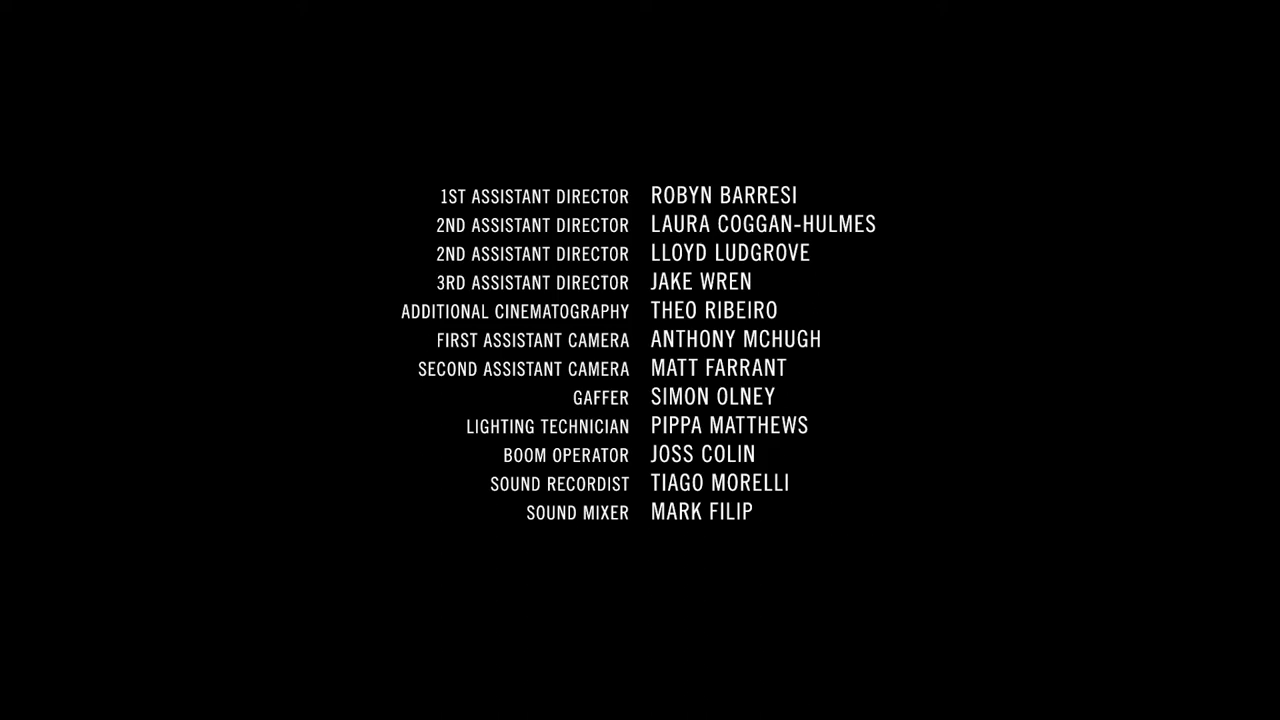 1ST ASSISTANT DIRECTOR ROBYN BARRESI
2ND ASSISTANT DIRECTOR LAURA COGGAN-HULMES
2ND ASSISTANT DIRECTOR LLOYD LUDGROVE
3RD ASSISTANT DIRECTOR JAKE WREN
ADDITIONAL CINEMATOGRAPHY THEO RIBEIRO
FIRST ASSISTANT CAMERA ANTHONY MCHUGH
SECOND ASSISTANT CAMERA MATT FARRANT
GAFFER SIMON OLNEY
LIGHTING TECHNICIAN PIPPA MATTHEWS
BOOM OPERATOR JOSS COLIN
SOUND RECORDIST TIAGO MORELLI
SOUND MIXER MARK FILIP